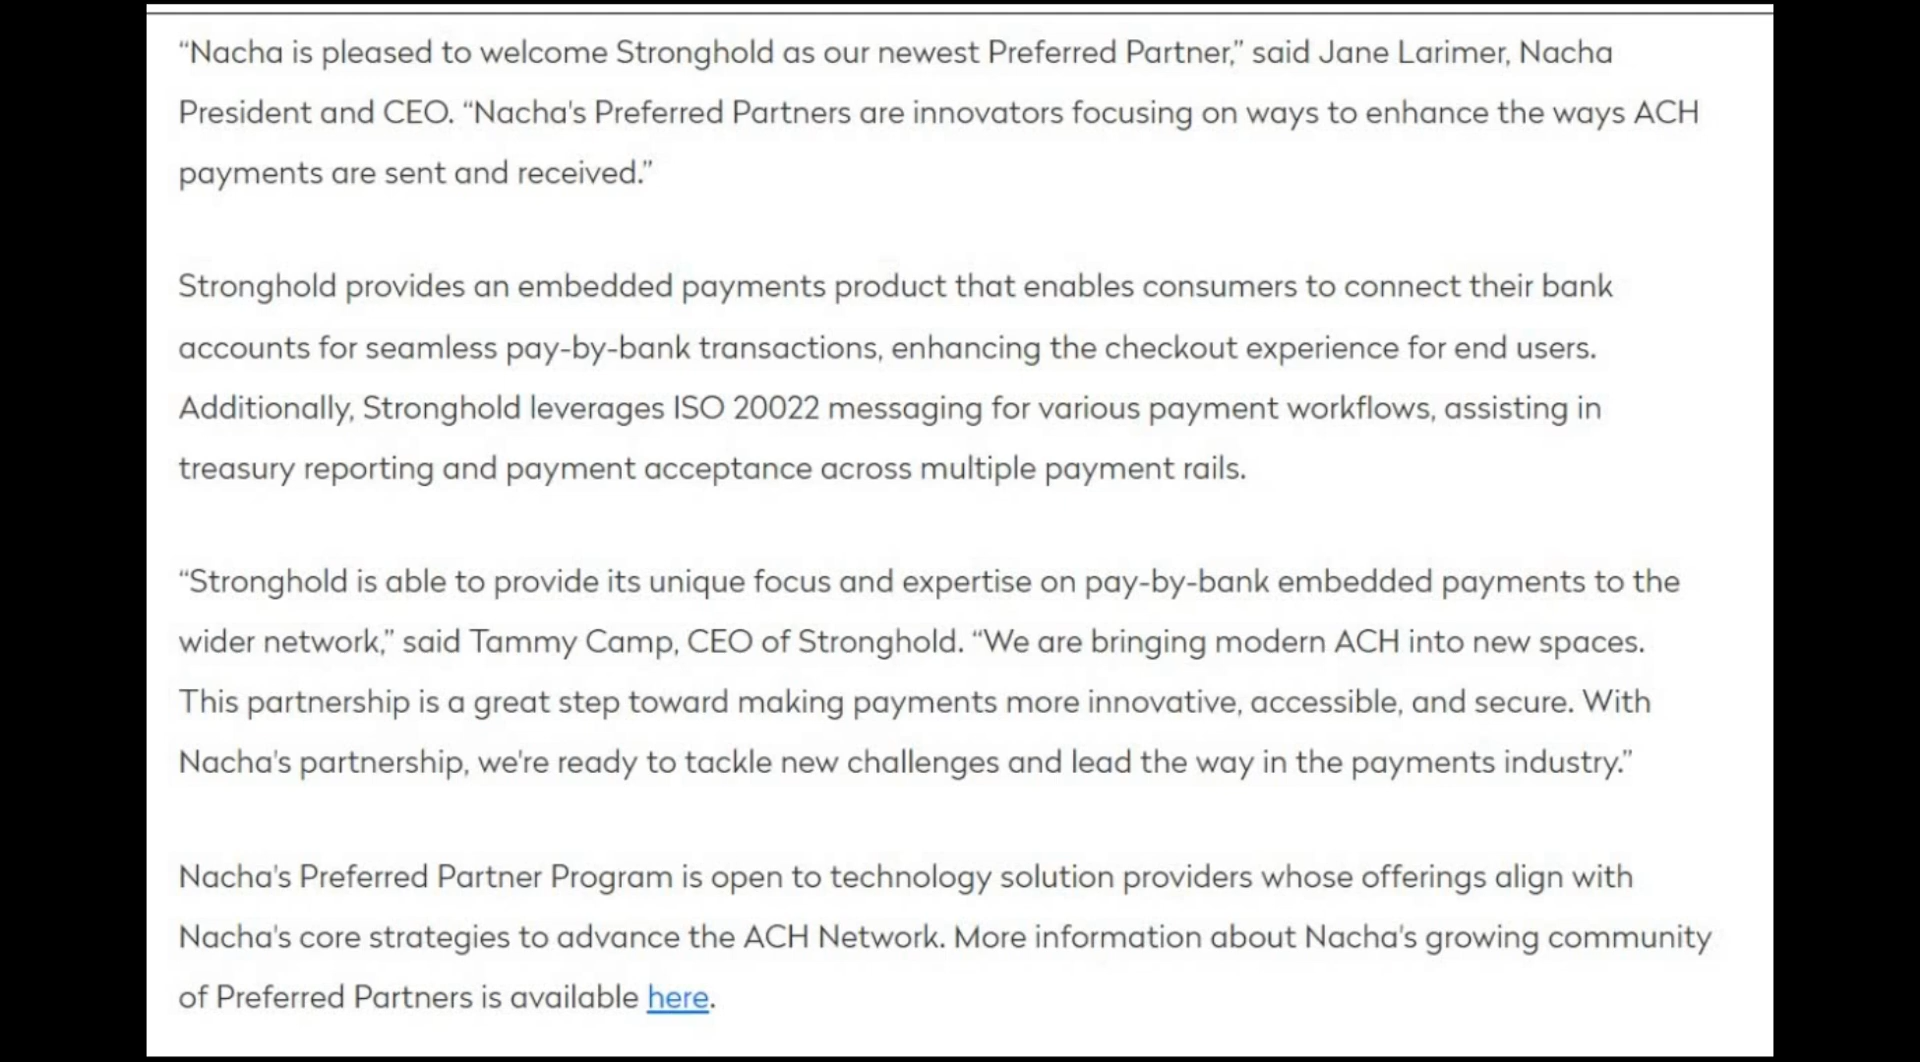 “Nacha is pleased to welcome Stronghold as our newest Preferred Partner,” said Jane Larimer, Nacha
President and CEO. “Nacha's Preferred Partners are innovators focusing on ways to enhance the ways ACH
payments are sent and received.”
Stronghold provides an embedded payments product that enables consumers to connect their bank
accounts for seamless pay-by-bank transactions, enhancing the checkout experience for end users.
Additionally, Stronghold leverages ISO 20022 messaging for various payment workflows, assisting in
treasury reporting and payment acceptance across multiple payment rails.
“Stronghold is able to provide its unique focus and expertise on pay-by-bank embedded payments to the
wider network,” said Tammy Camp, CEO of Stronghold. “We are bringing modern ACH into new spaces.
This partnership is a great step toward making payments more innovative, accessible, and secure. With
Nacha's partnership, we're ready to tackle new challenges and lead the way in the payments industry.”
Nacha's Preferred Partner Program is open to technology solution providers whose offerings align with
Nacha's core strategies to advance the ACH Network. More information about Nacha's growing community
of Preferred Partners is available here.